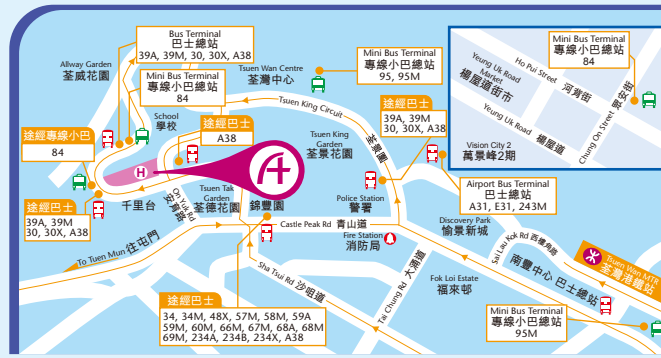 Bus Terminal
巴士總站
39A, 39M, 30, 30X, A38
Allway Garden
荃威花園
Mini Bus Terminal
專線小巴總站
84
School
學校
途經專線小巴
84
途經巴士
A38
Tsuen Wan Centre
荃灣中心
Mini Bus Terminal
專線小巴總站
95, 95M
Tsuen King Circuit
Tsuen King
Garden
荃景花園
荃景圍
途經巴士
39A, 39M
30, 30X, A38
Yeung Uk Road
Market
楊屋道街市
Ho Pui Street 河背街
Mini Bus Terminal
專線小巴總站
84
Yeung Uk Road 楊屋道
Chung On Street 眾安街
Vision City 2
萬景峰2期
Airport Bus Terminal
巴士總站
A31, E31, 243M
H
千里台
On Yuk Rd
安育路
Tsuen Tak
Garden
荃德花園
錦豐園
Police Station
警署
途經巴士
39A, 39M
30, 30X, A38
Castle Peak Rd 青山道
Fire Station
消防局
Discovery Park
愉景新城
Sai Lau Kok Rd 西樓角路
Tsuen Wan MTR
荃灣港鐵站
To Tuen Mun 往屯門
Sha Tsui Rd 沙咀道
Tai Chung Rd 大涌道
Fok Loi Estate
福來邨
南豐中心 巴士總站
途經巴士
34, 34M, 48X, 57M, 58M, 59A
59M, 60M, 66M, 67M, 68A, 68M
69M, 234A, 234B, 234X, A38
Mini Bus Terminal
專線小巴總站
95M